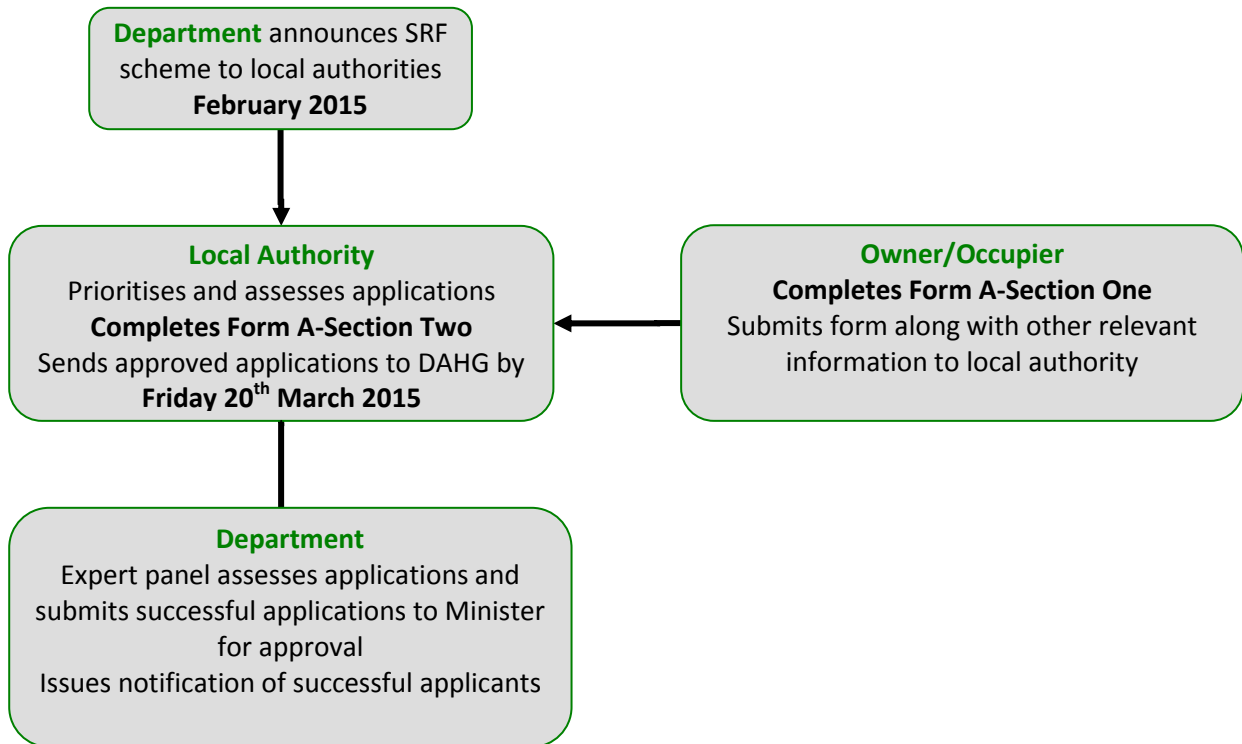 Department announces SRF
scheme to local authorities
February 2015
Local Authority
Prioritises and assesses applications
Completes Form A-Section Two
Sends approved applications to DAHG by
Friday 20th March 2015
Owner/Occupier
Completes Form A-Section One
Submits form along with other relevant
information to local authority
Department
Expert panel assesses applications and
submits successful applications to Minister
for approval
Issues notification of successful applicants